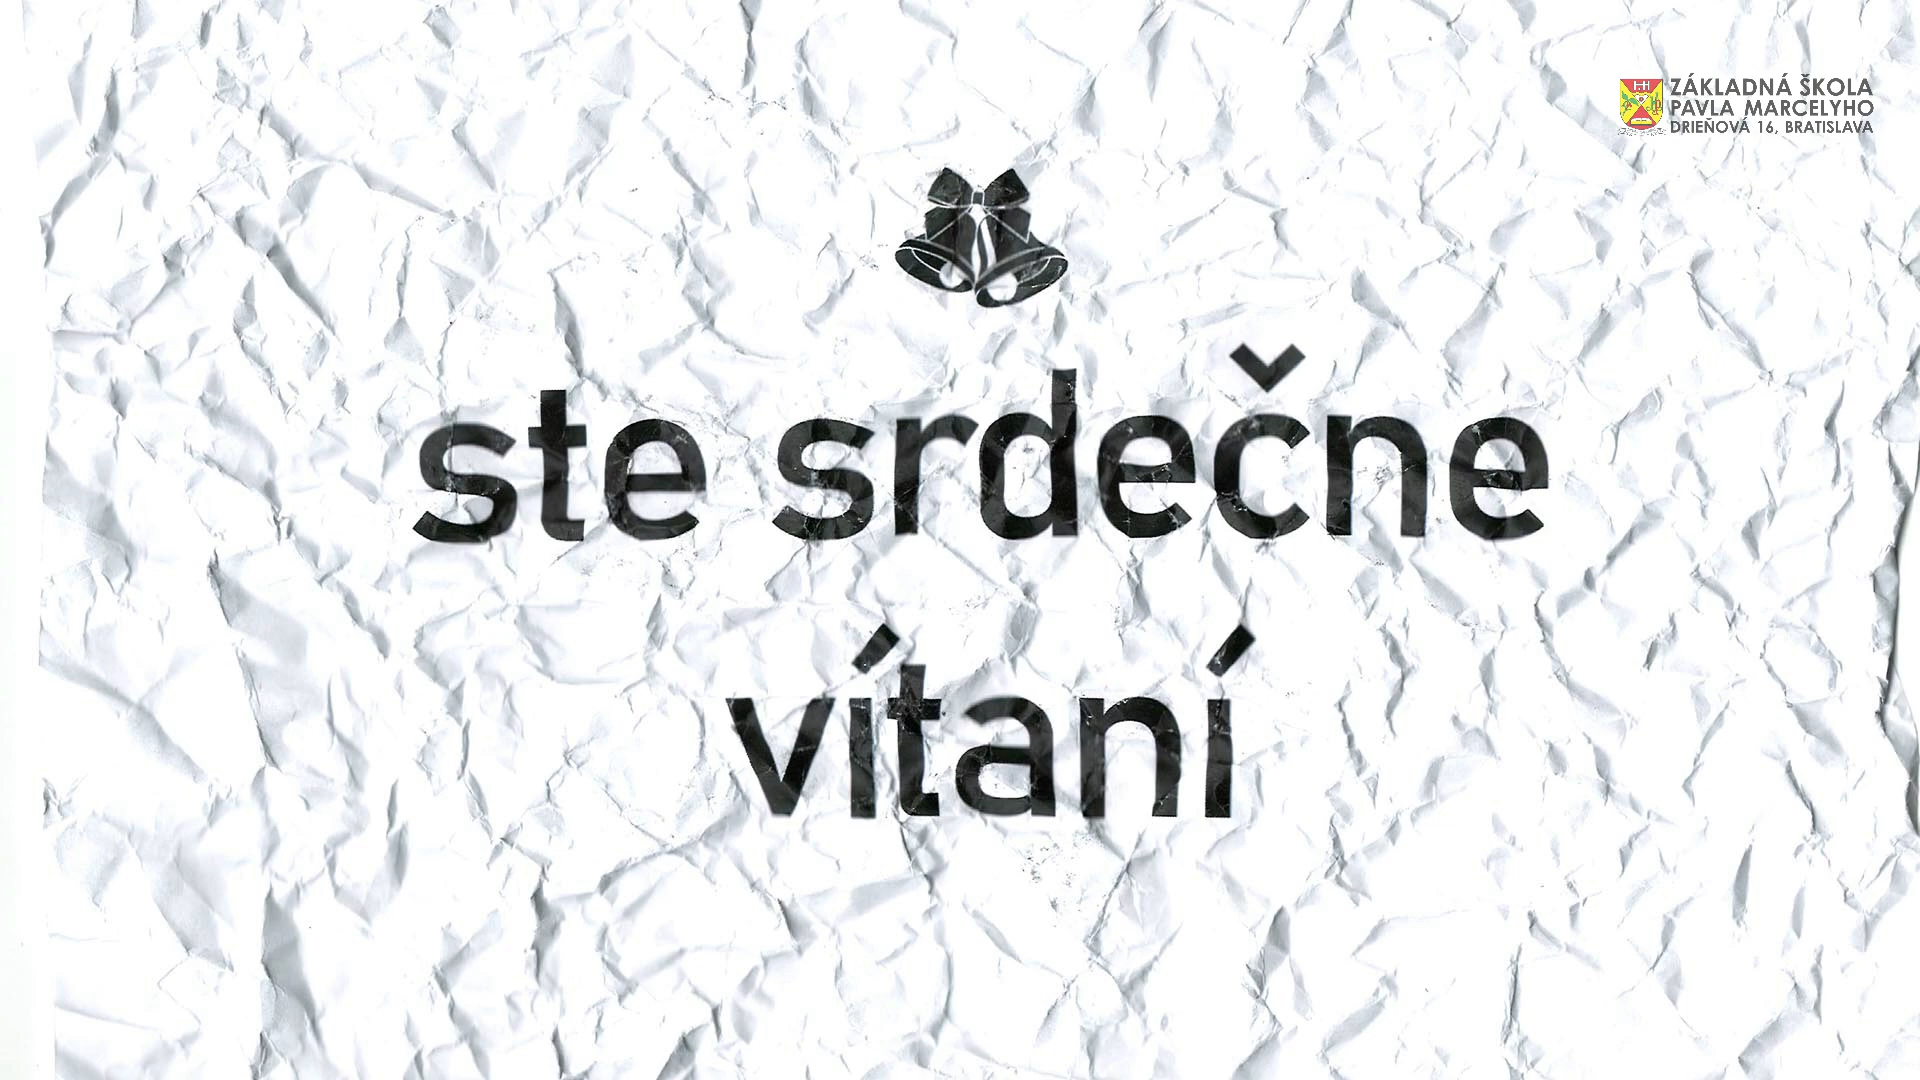 ZÁKLADNÁ ŠKOLA
PAVLA MARCELYHO
DRIEŇOVÁ 16, BRATISLAVA
ste srdečne
vítaní